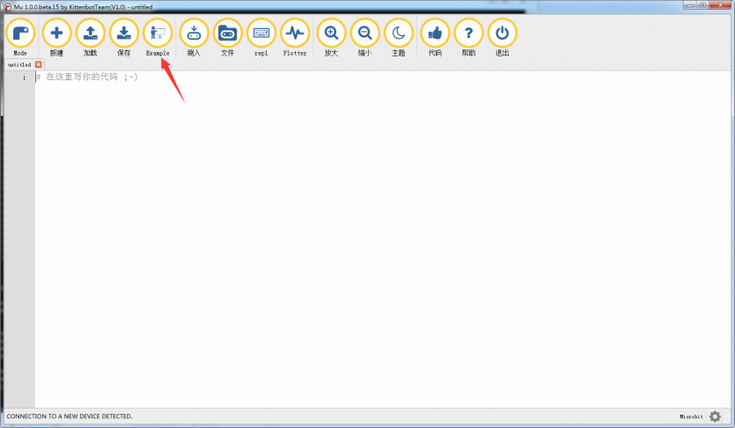 Mu 1.0.0.beta.15 by KittenbotTeam(V1.0) - untitled
Mode 新建 加载 保存 Example 刷入 文件 repl Plotter 放大 缩小 主题 代码 帮助 退出
untitled
1 # 在这里写你的代码 ;-)
CONNECTION TO A NEW DEVICE DETECTED. Microbit